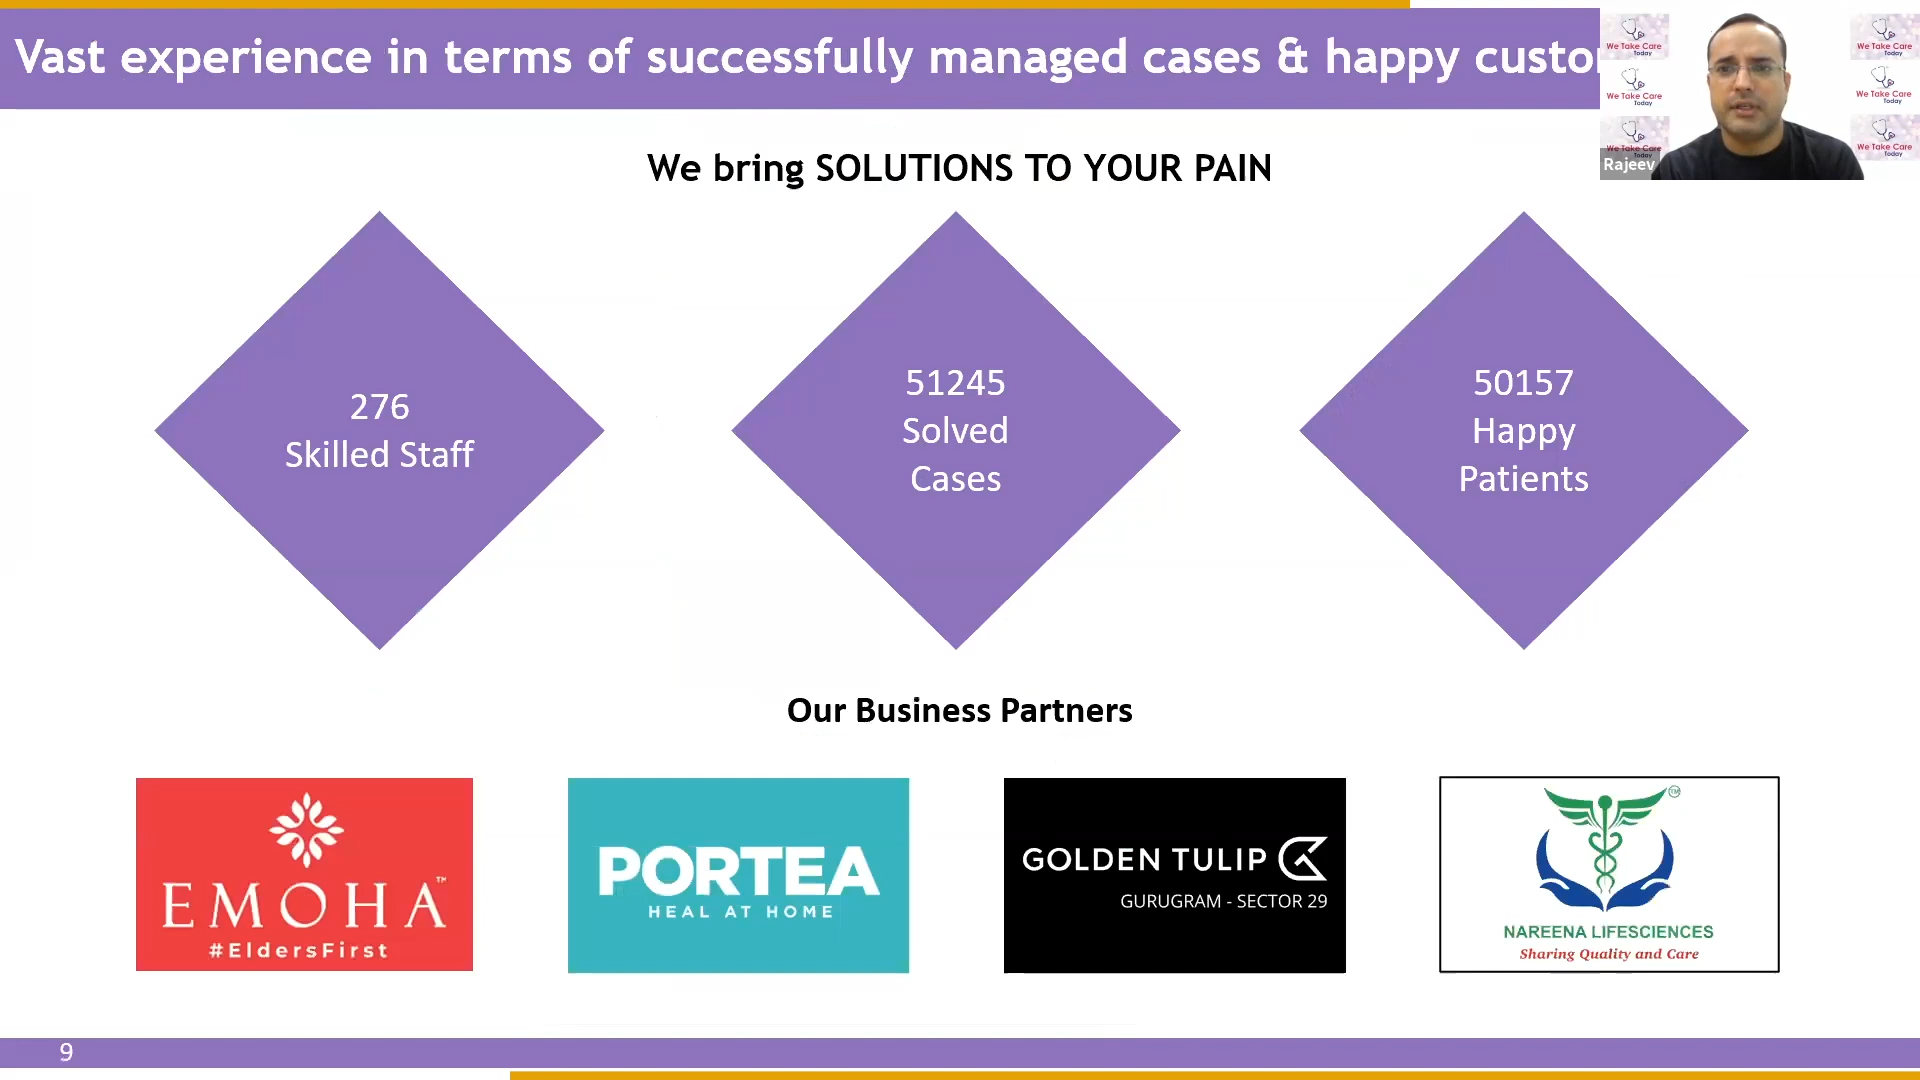 Vast experience in terms of successfully managed cases & happy custo
We Take Care
Today
We Take Care
Today
We Take Care
Today
We Take Care
Today
We Take Care
Today
We Take Care
Today
Rajeev
We bring SOLUTIONS TO YOUR PAIN
276
Skilled Staff
51245
Solved
Cases
50157
Happy
Patients
Our Business Partners
EMOHA™
#EldersFirst
PORTEA
HEAL AT HOME
GOLDEN TULIP
GURUGRAM - SECTOR 29
TM
NAREENA LIFESCIENCES
Sharing Quality and Care
9